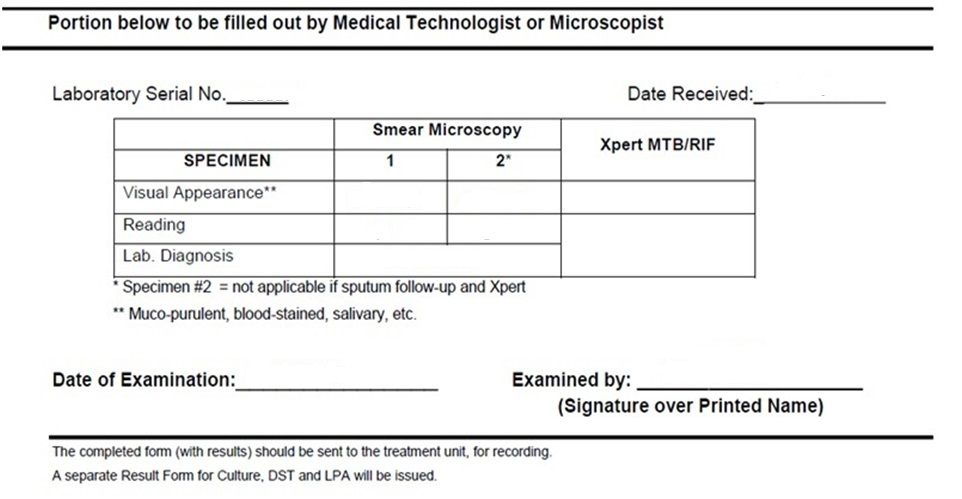 Portion below to be filled out by Medical Technologist or Microscopist
Laboratory Serial No.______ Date Received:_____________
Smear Microscopy
Xpert MTB/RIF
SPECIMEN 1 2*
Visual Appearance**
Reading
Lab. Diagnosis
* Specimen #2 = not applicable if sputum follow-up and Xpert
** Muco-purulent, blood-stained, salivary, etc.
Date of Examination:___________________ Examined by: _____________________
(Signature over Printed Name)
The completed form (with results) should be sent to the treatment unit, for recording.
A separate Result Form for Culture, DST and LPA will be issued.